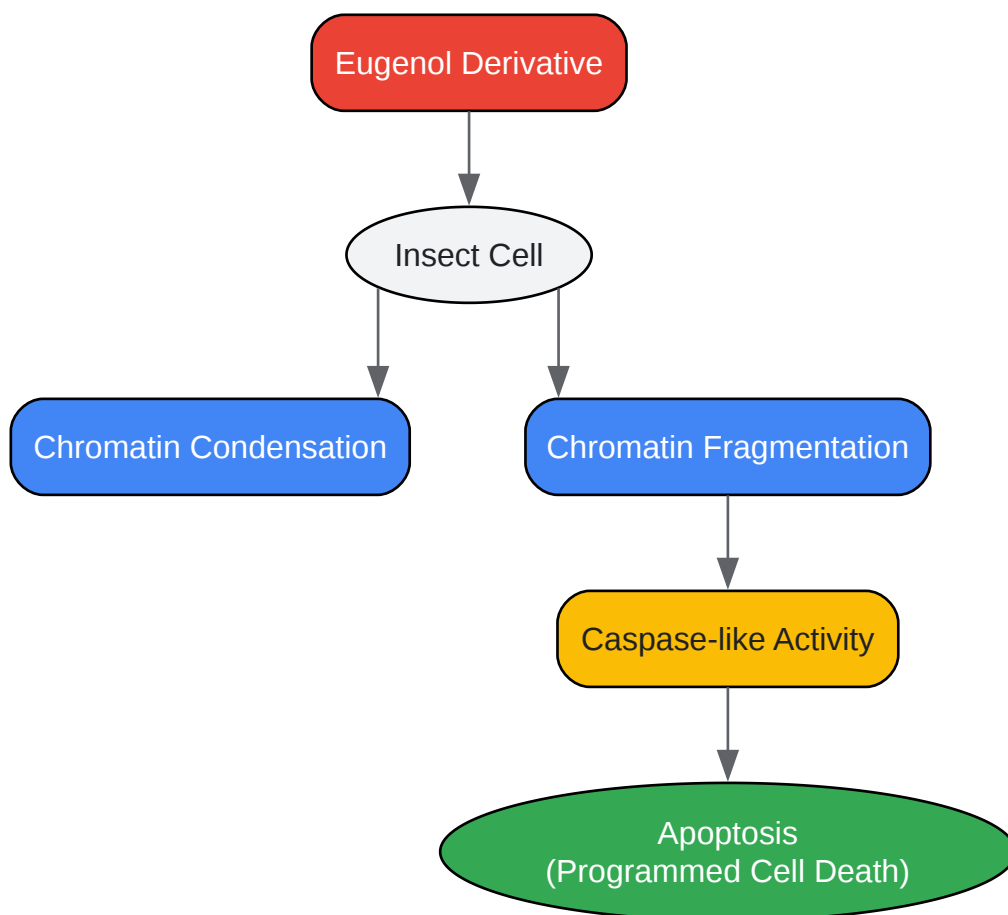 Eugenol Derivative
Insect Cell
Chromatin Condensation
Chromatin Fragmentation
Caspase-like Activity
Apoptosis
(Programmed Cell Death)